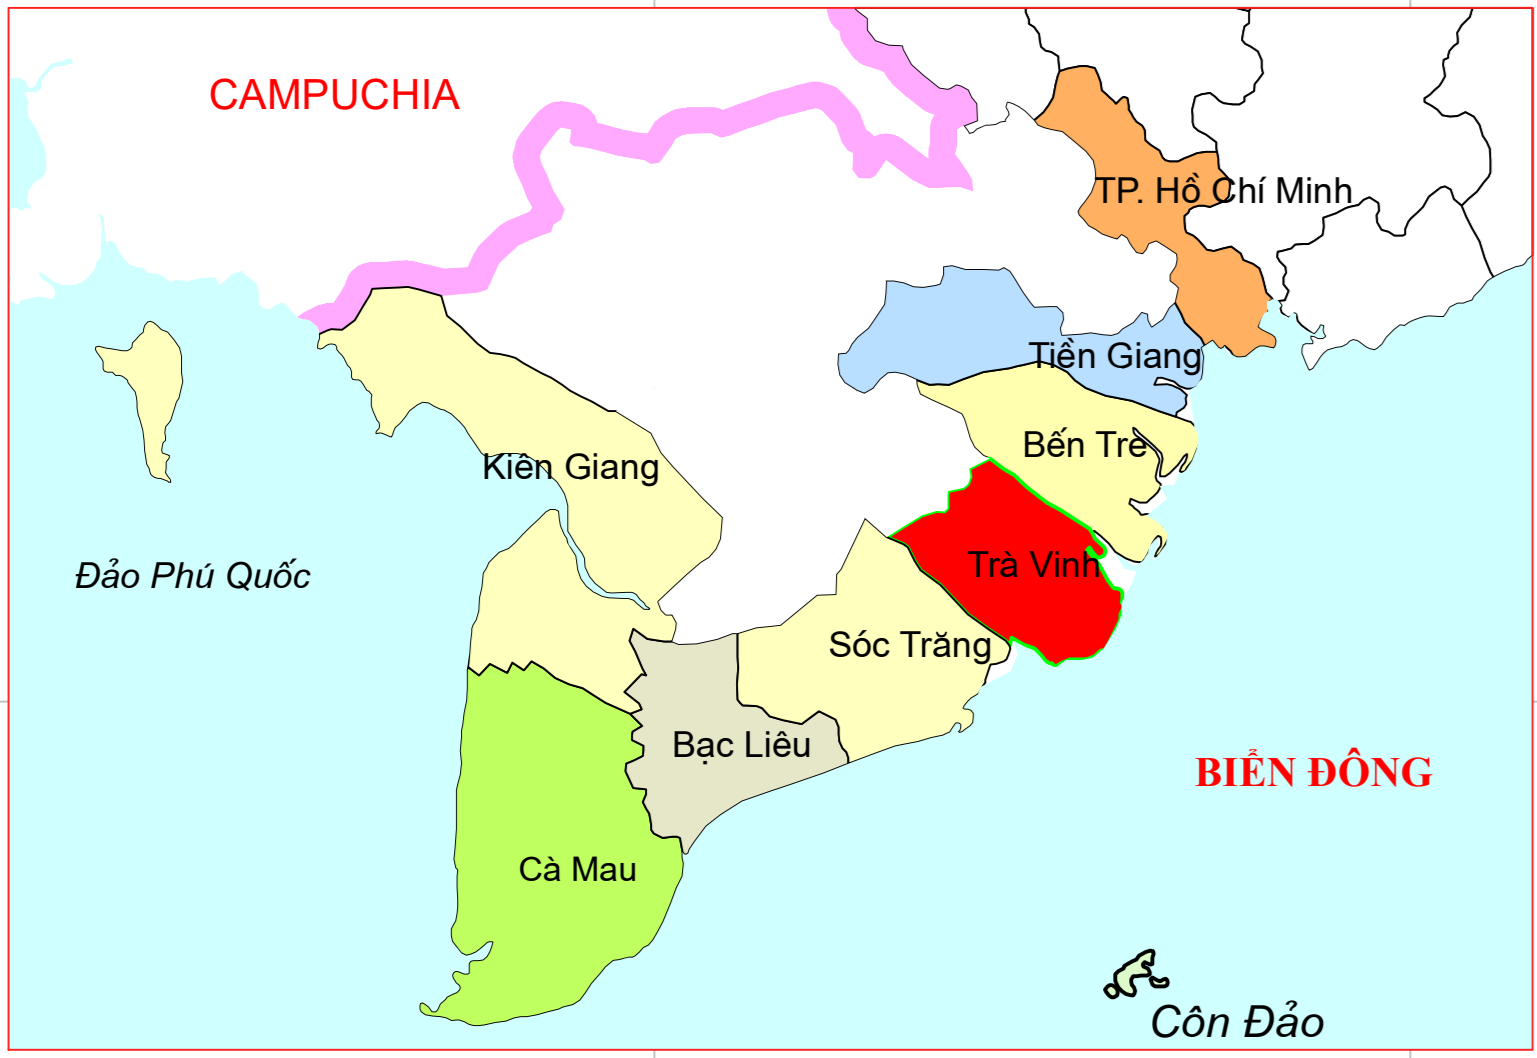 CAMPUCHIA
TP. Hồ Chí Minh
Tiền Giang
Bến Tre
Kiên Giang
Trà Vinh
Đảo Phú Quốc
Sóc Trăng
Bạc Liêu
BIỂN ĐÔNG
Cà Mau
Côn Đảo